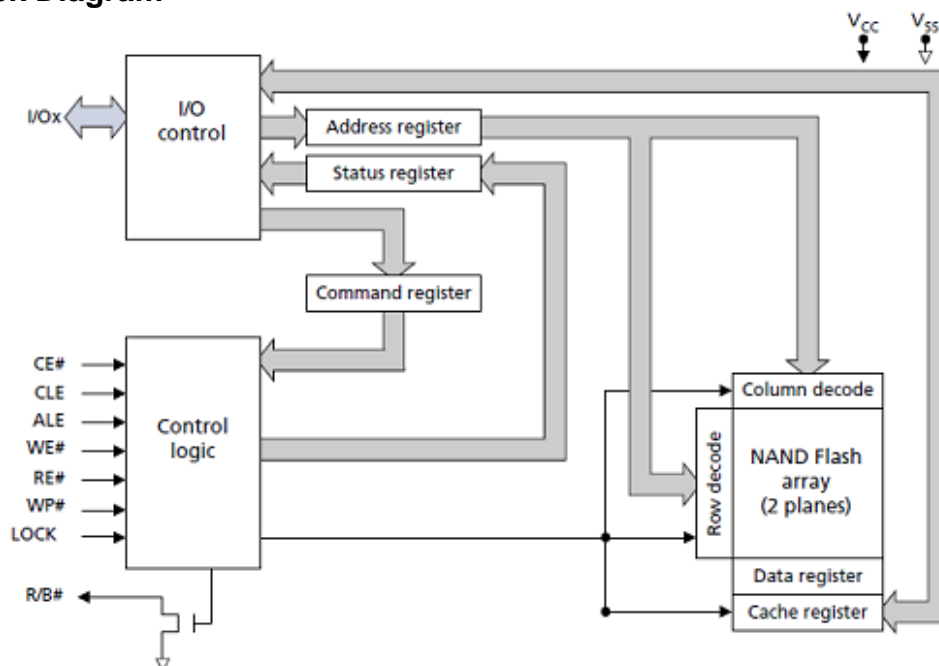 Diagram
VCC
VSS
I/Ox
I/O
control
Address register
Status register
Command register
CE#
CLE
ALE
WE#
RE#
WP#
LOCK
R/B#
Control
logic
Column decode
Row decode
NAND Flash
array
(2 planes)
Data register
Cache register